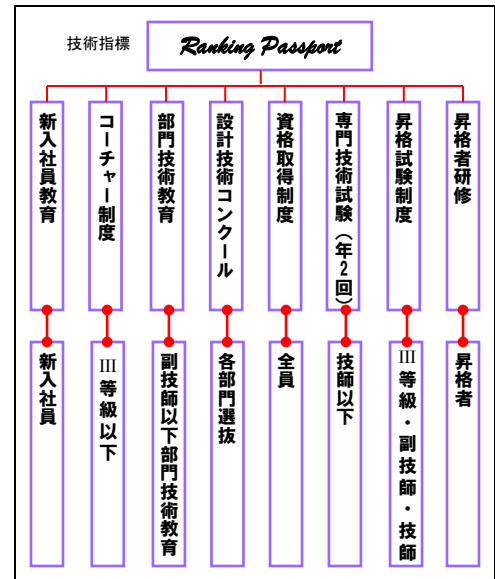 技術指標
Ranking Passport
新入社員教育
コーチャー制度
部門技術教育
設計技術コンクール
資格取得制度
専門技術試験（年2回）
昇格試験制度
昇格者研修
新入社員
III等級以下
副技師以下部門技術教育
各部門選抜
全員
技師以下
III等級・副技師・技師
昇格者